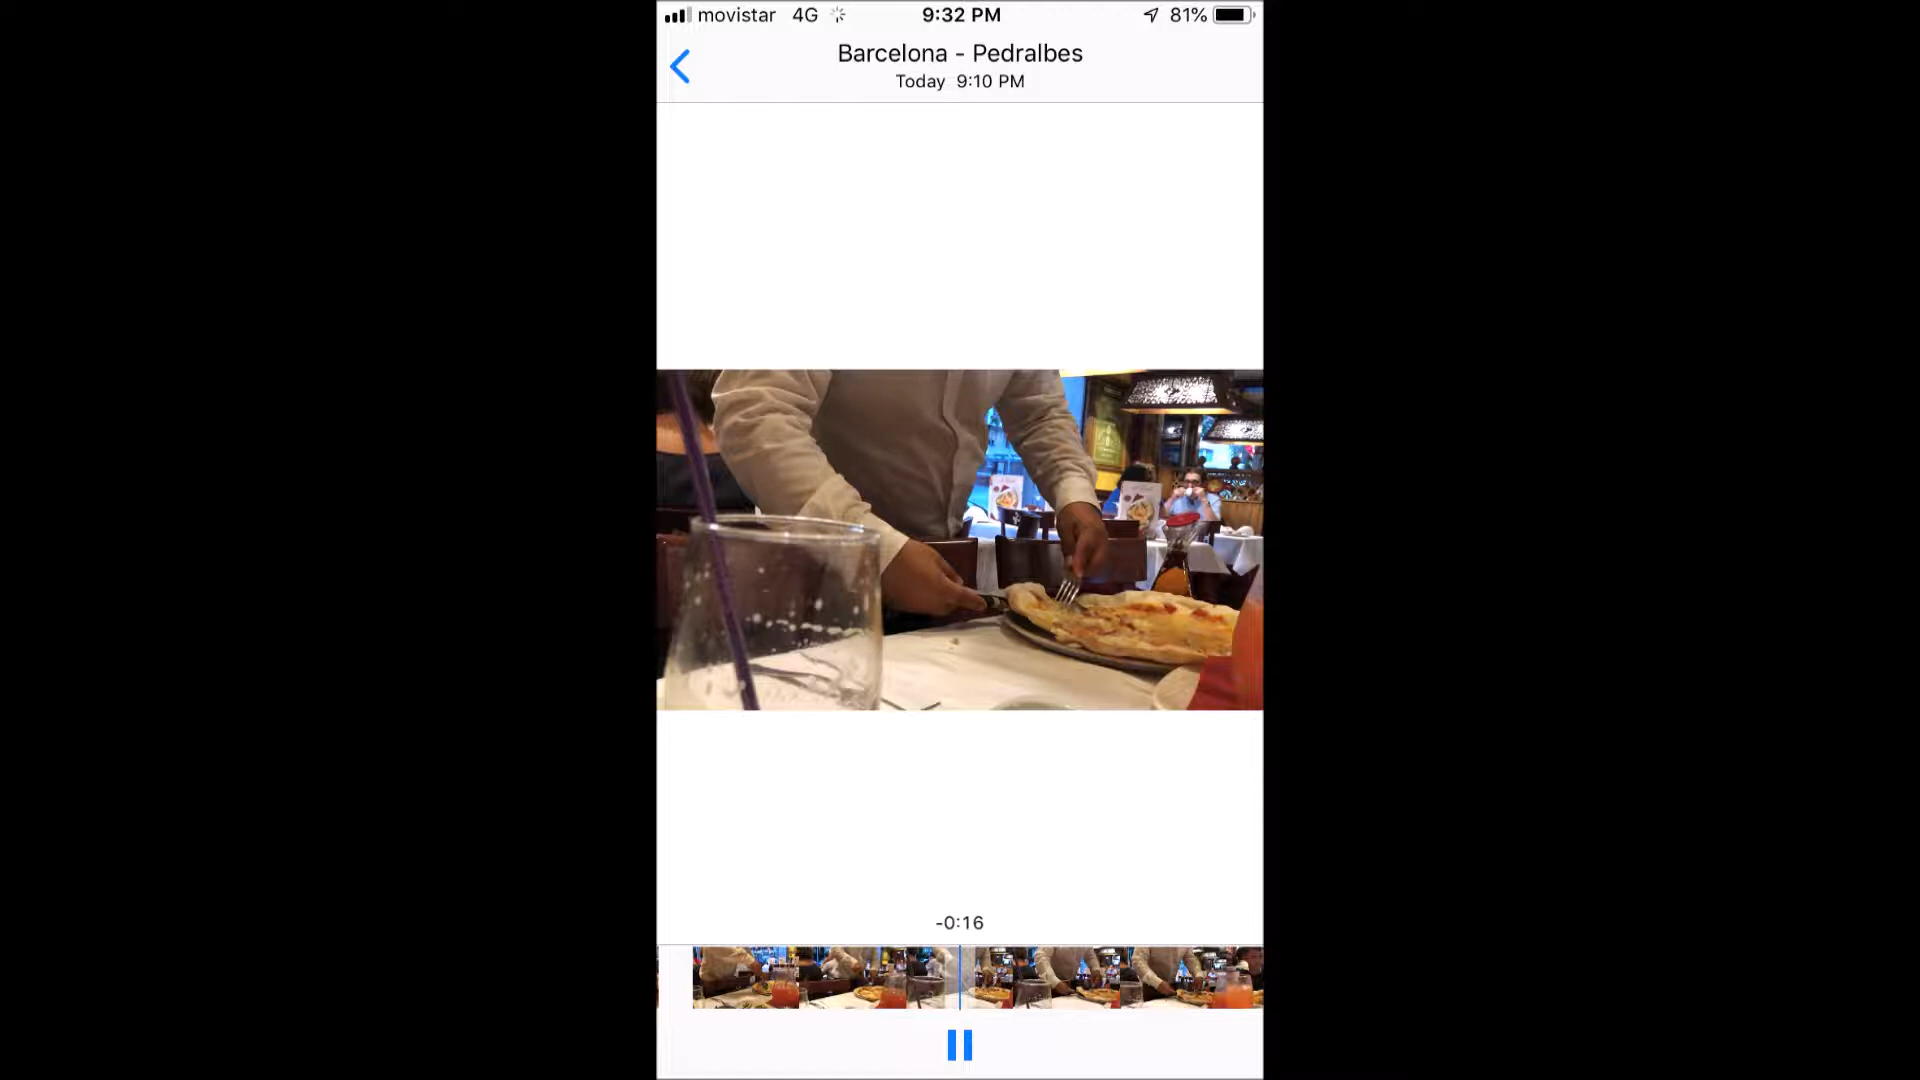 movistar 4G 9:32 PM 81%
Barcelona - Pedralbes
Today 9:10 PM
-0:16